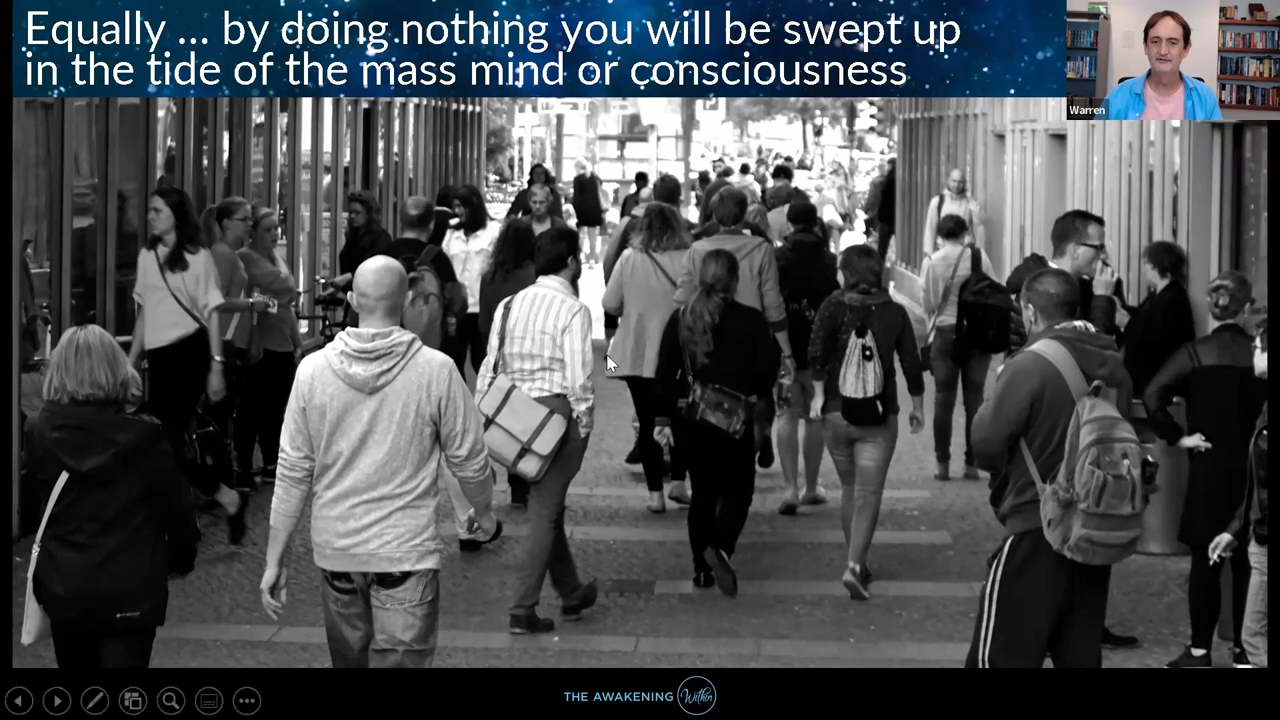 Equally ... by doing nothing you will be swept up
in the tide of the mass mind or consciousness
Warren
THE AWAKENING Within